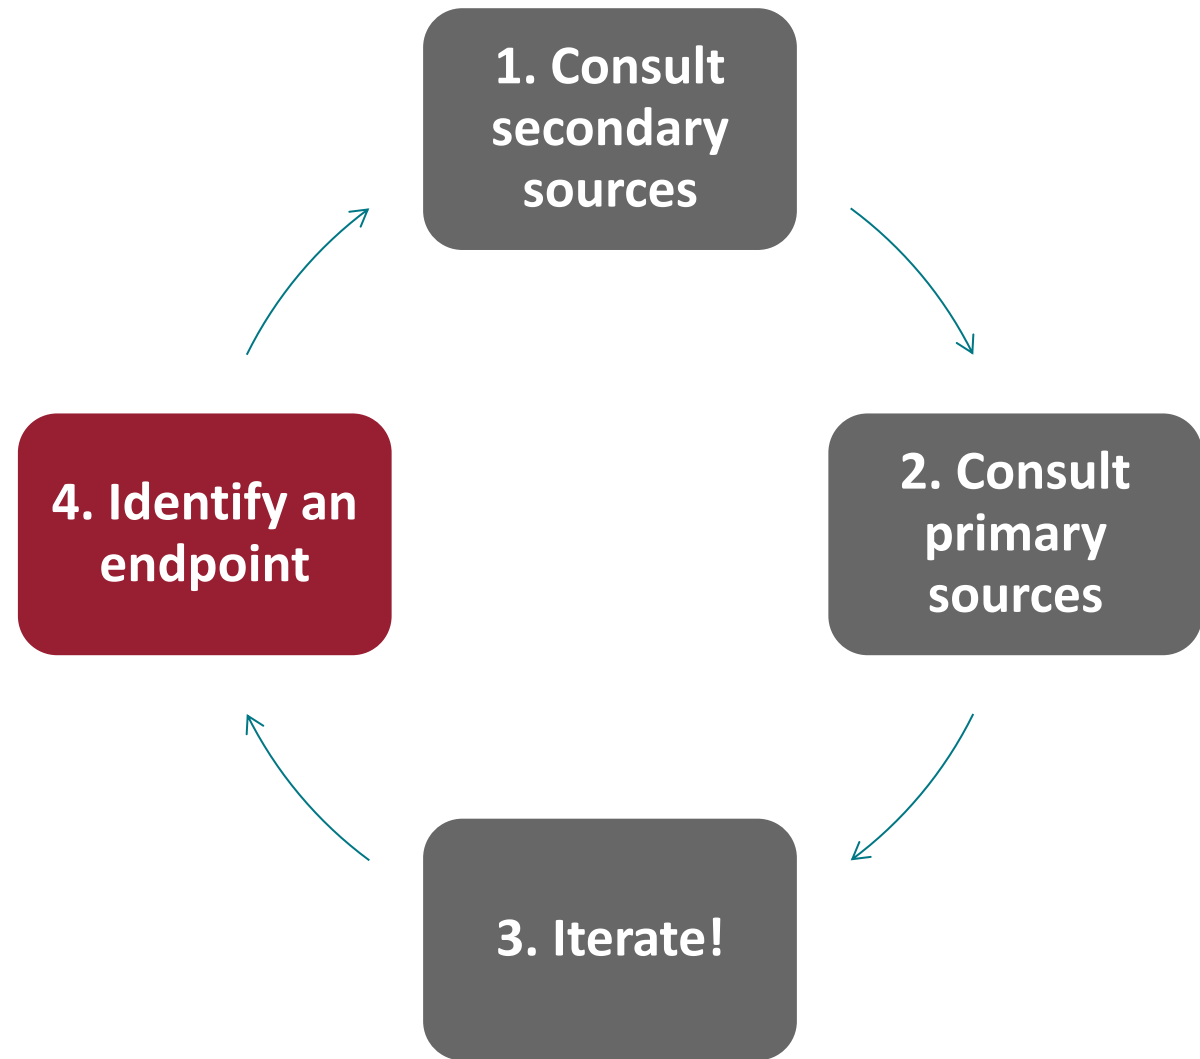 1. Consult
secondary
sources
2. Consult
primary
sources
3. Iterate!
4. Identify an
endpoint